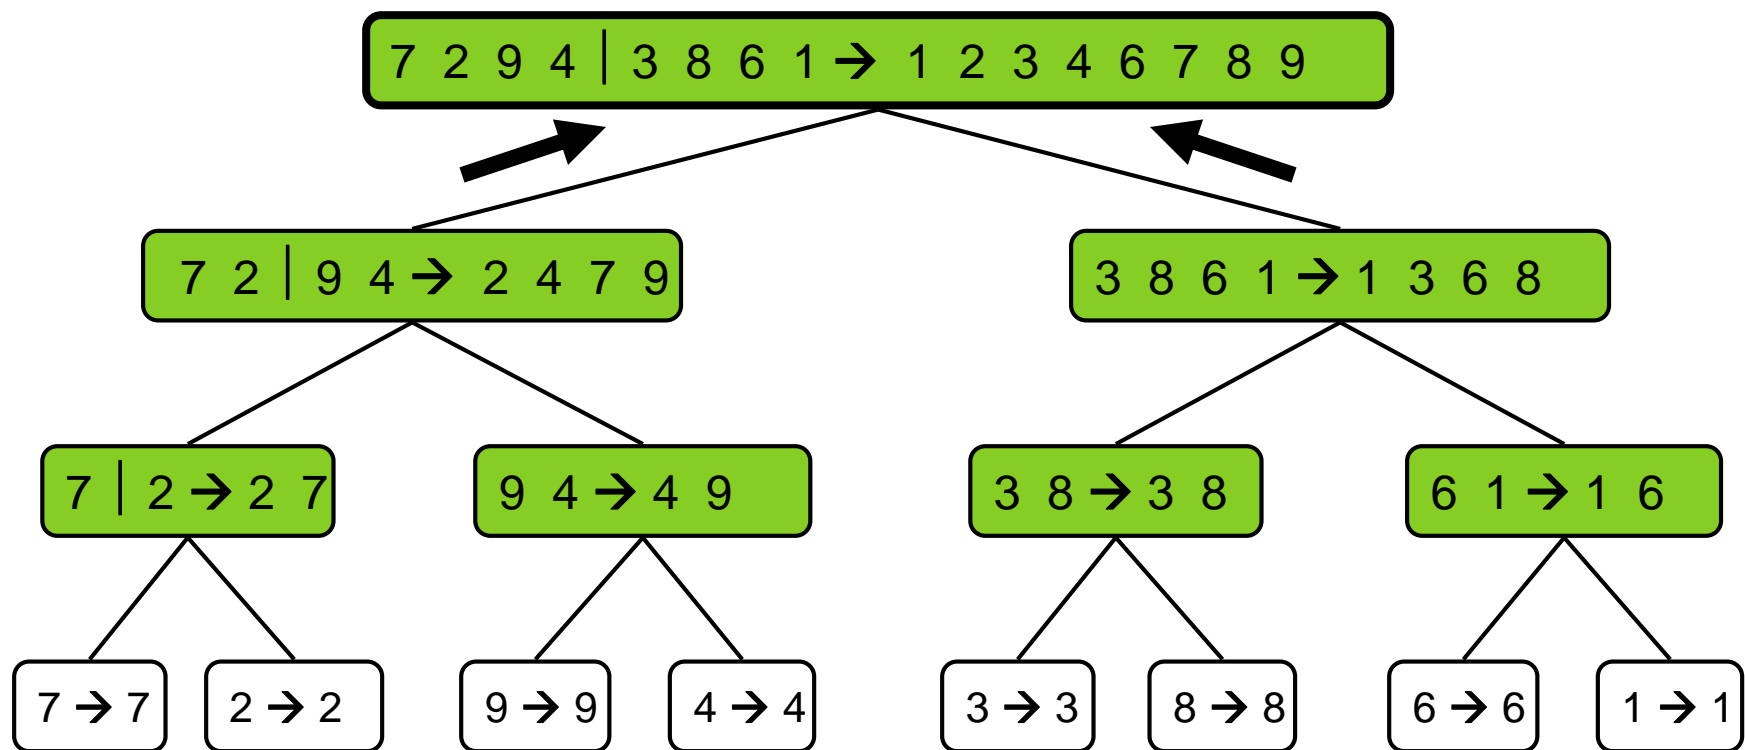 7 2 9 4 | 3 8 6 1 → 1 2 3 4 6 7 8 9
7 2 | 9 4 → 2 4 7 9
3 8 6 1 → 1 3 6 8
7 | 2 → 2 7
9 4 → 4 9
3 8 → 3 8
6 1 → 1 6
7 → 7
2 → 2
9 → 9
4 → 4
3 → 3
8 → 8
6 → 6
1 → 1